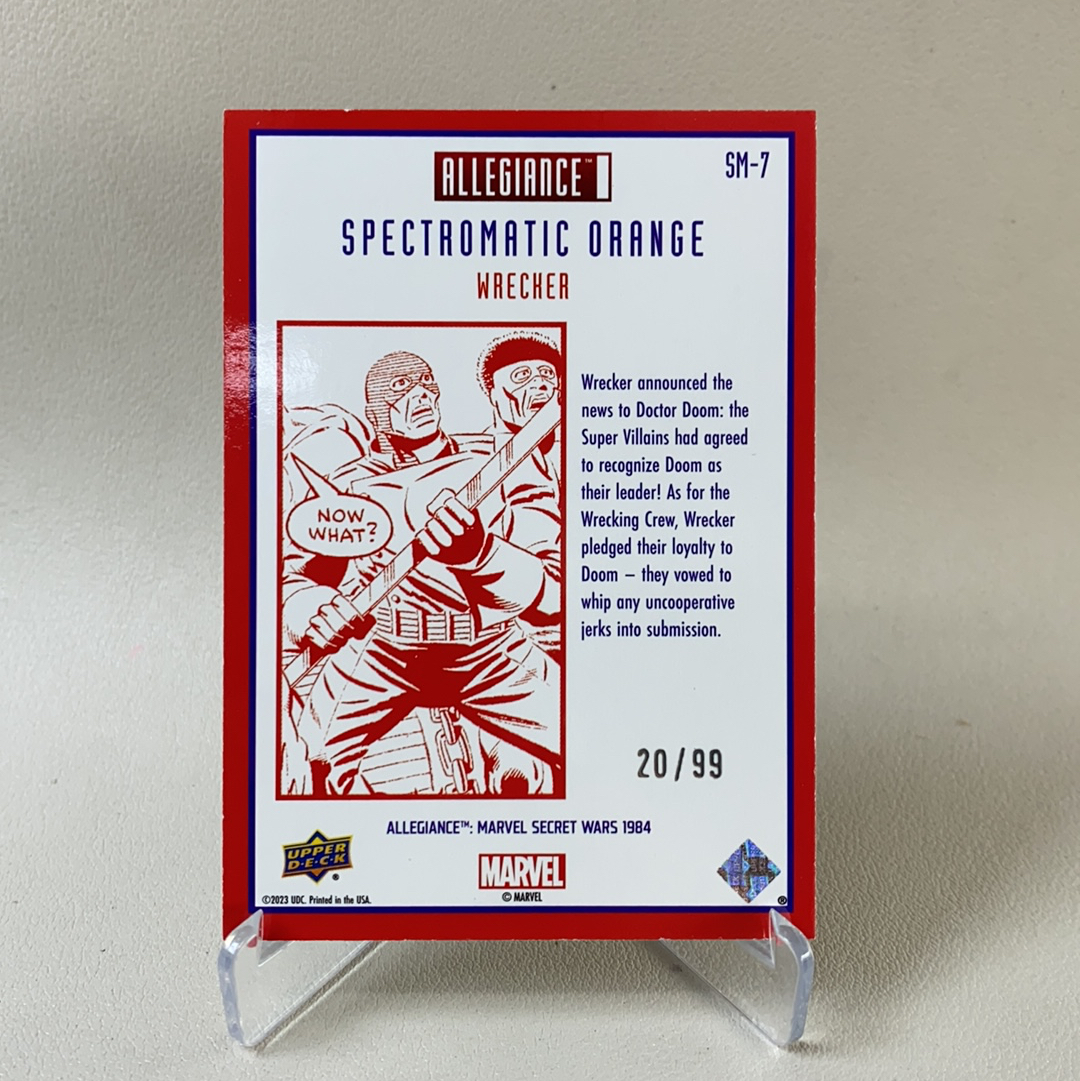 ALLEGIANCE™
SM-7
SPECTROMATIC ORANGE
WRECKER
NOW
WHAT?
Wrecker announced the
news to Doctor Doom: the
Super Villains had agreed
to recognize Doom as
their leader! As for the
Wrecking Crew, Wrecker
pledged their loyalty to
Doom – they vowed to
whip any uncooperative
jerks into submission.
20/99
ALLEGIANCE™: MARVEL SECRET WARS 1984
UPPER
D·E·C·K
®
MARVEL
©2023 UDC. Printed in the USA.
© MARVEL
®